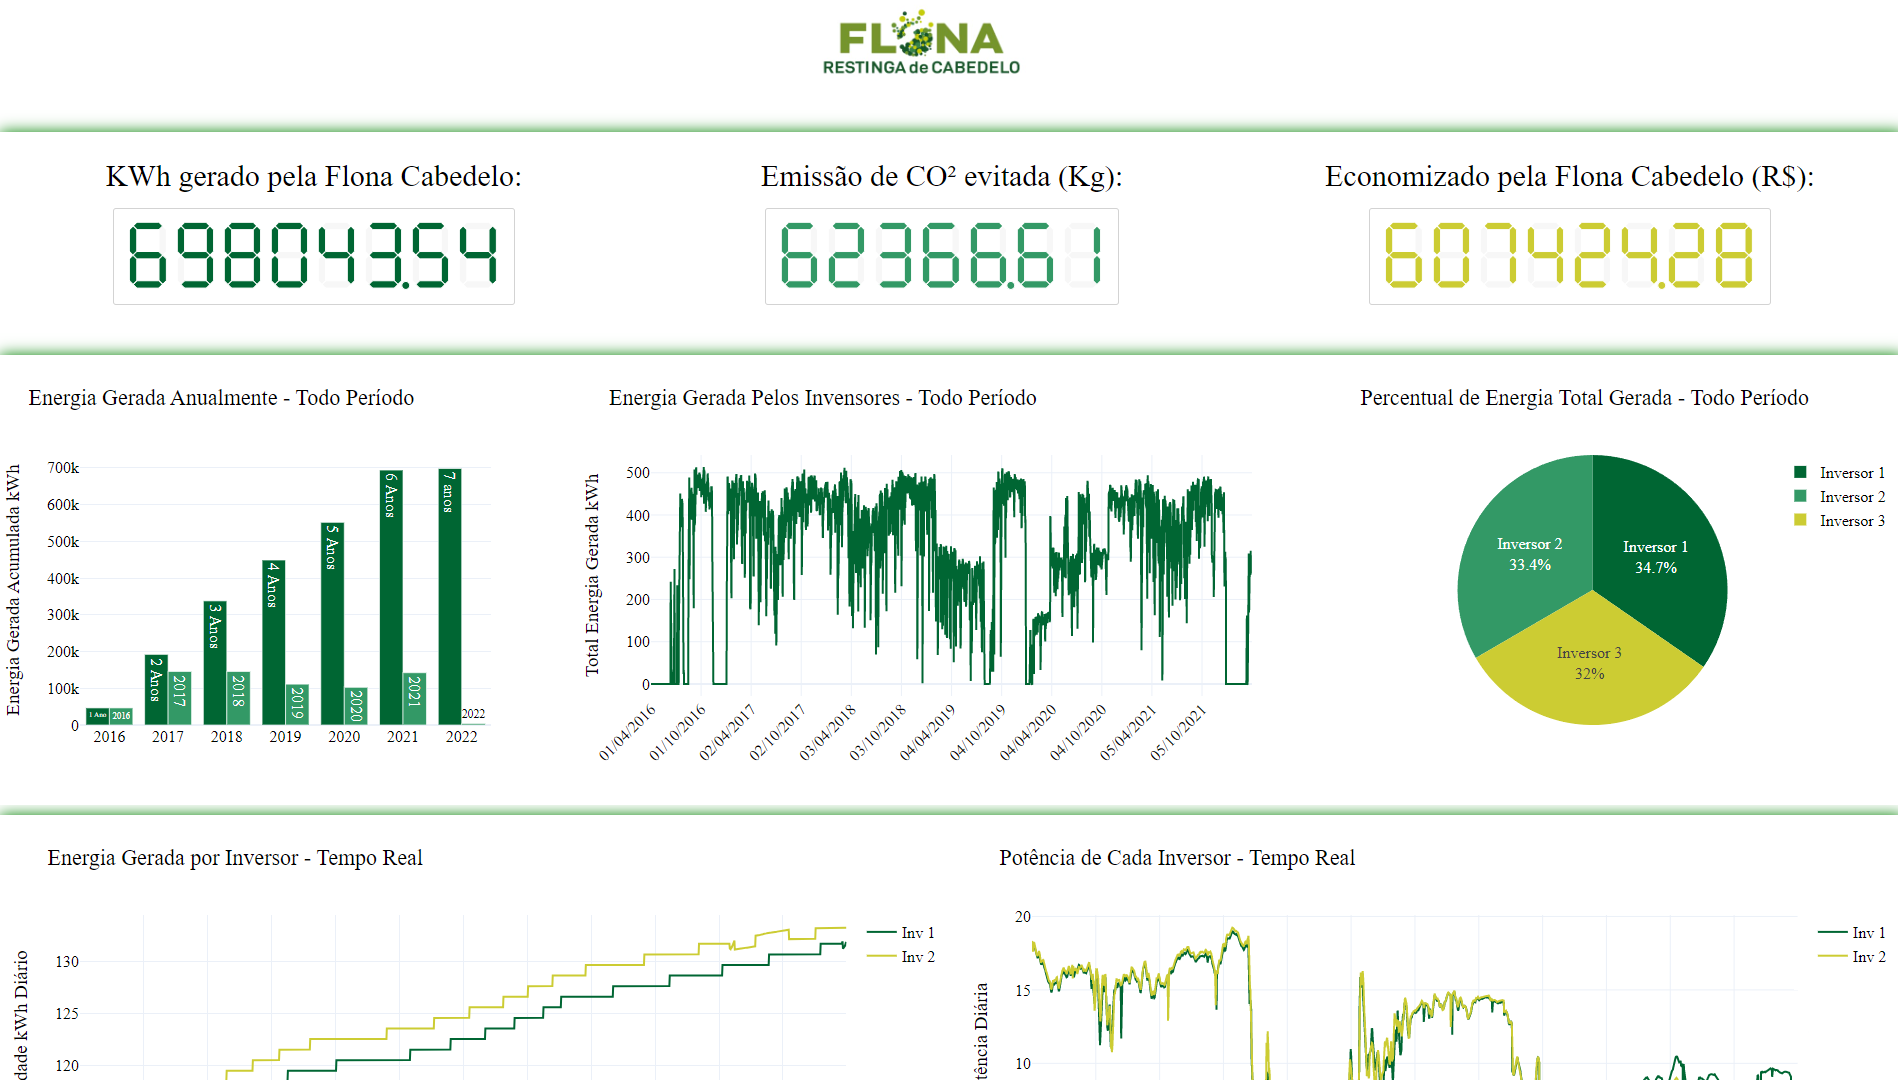 FLONA
RESTINGA de CABEDELO
KWh gerado pela Flona Cabedelo:
Emissão de CO² evitada (Kg):
Economizado pela Flona Cabedelo (R$):
698043.54
62366.61
607424.28
Energia Gerada Anualmente - Todo Período
Energia Gerada Acumulada kWh
700k
600k
500k
400k
300k
200k
100k
0
1 Ano
2016
2 Anos
2017
3 Anos
2018
4 Anos
2019
5 Anos
2020
6 Anos
2021
7 anos
2022
2016 2017 2018 2019 2020 2021 2022
Energia Gerada Pelos Invensores - Todo Período
Total Energia Gerada kWh
500
400
300
200
100
0
01/04/2016 01/10/2016 02/04/2017 02/10/2017 03/04/2018 03/10/2018 04/04/2019 04/10/2019 04/04/2020 04/10/2020 05/04/2021 05/10/2021
Percentual de Energia Total Gerada - Todo Período
Inversor 2
33.4%
Inversor 1
34.7%
Inversor 3
32%
Inversor 1
Inversor 2
Inversor 3
Energia Gerada por Inversor - Tempo Real
dade kWh Diário
130
125
120
Inv 1
Inv 2
Potência de Cada Inversor - Tempo Real
tência Diária
20
15
10
Inv 1
Inv 2